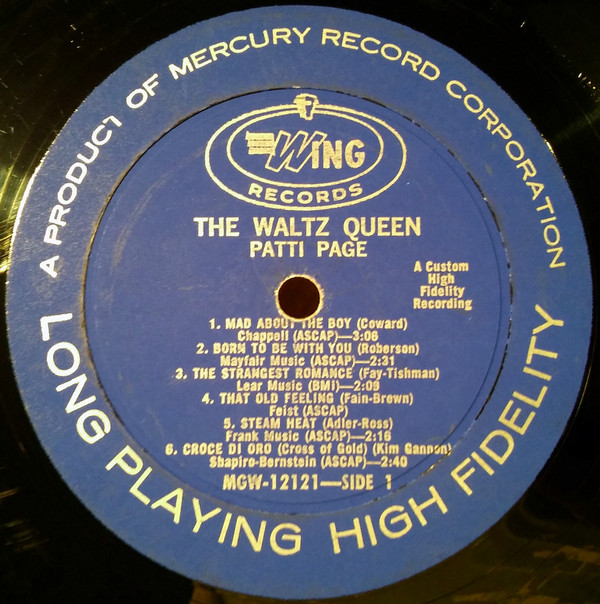 A PRODUCT OF MERCURY RECORD CORPORATION
WING
RECORDS
THE WALTZ QUEEN
PATTI PAGE
A Custom
High
Fidelity
Recording
1. MAD ABOUT THE BOY (Coward)
Chappell (ASCAP)—3:06
2. BORN TO BE WITH YOU (Roberson)
Mayfair Music (ASCAP)—2:31
3. THE STRANGEST ROMANCE (Fay-Tishman)
Lear Music (BMI)—2:09
4. THAT OLD FEELING (Fain-Brewn)
Feist (ASCAP)
5. STEAM HEAT (Adler-Ross)
Frank Music (ASCAP)—2:16
6. CROCE DI ORO (Cross of Gold) (Kim Gannon)
Shapiro-Bernstein (ASCAP)—2:40
MGW-12121—SIDE 1
LONG PLAYING HIGH FIDELITY